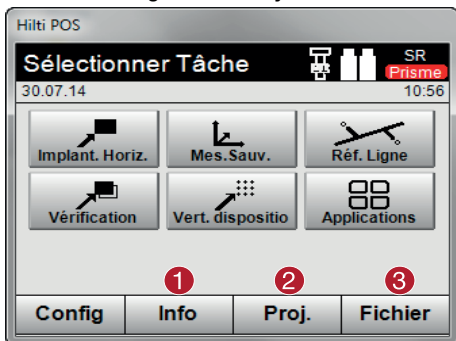 Hilti POS
Sélectionner Tâche
SR
Prisme
30.07.14 10:56
Implant. Horiz. Mes.Sauv. Réf. Ligne
Vérification Vert. dispositio Applications
1 2 3
Config Info Proj. Fichier